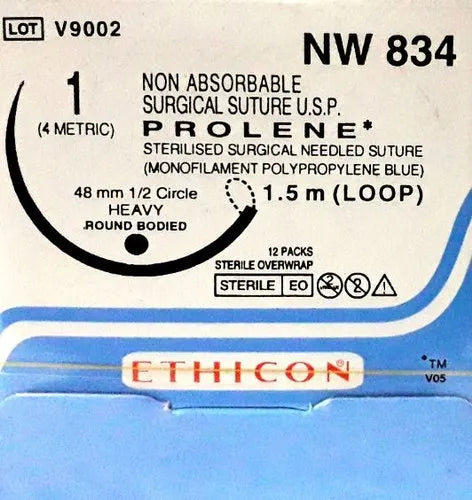 LOT V9002
NW 834
1
(4 METRIC)
NON ABSORBABLE
SURGICAL SUTURE U.S.P.
PROLENE*
STERILISED SURGICAL NEEDLED SUTURE
(MONOFILAMENT POLYPROPYLENE BLUE)
48 mm 1/2 Circle
HEAVY
ROUND BODIED
1.5 m (LOOP)
12 PACKS
STERILE OVERWRAP
STERILE EO
2
ETHICON®
*TM
V05